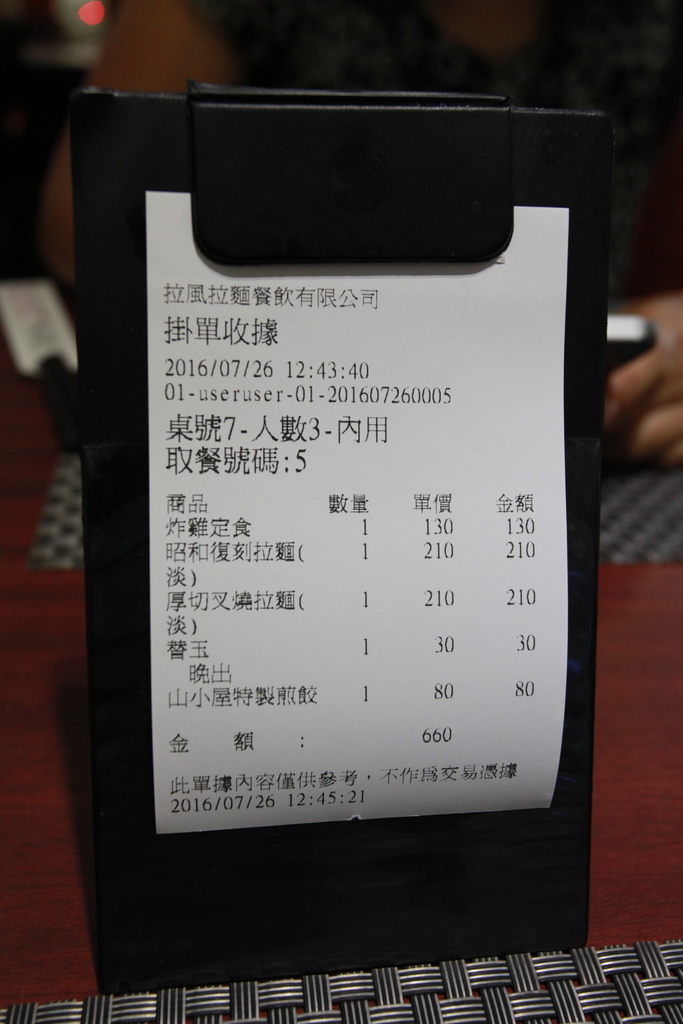 拉風拉麵餐飲有限公司
掛單收據
2016/07/26 12:43:40
01-useruser-01-201607260005
桌號7-人數3-內用
取餐號碼:5
商品 數量 單價 金額
炸雞定食 1 130 130
昭和復刻拉麵( 1 210 210
淡)
厚切叉燒拉麵( 1 210 210
淡)
替玉 1 30 30
晚出
山小屋特製煎餃 1 80 80
金 額 : 660
此單據內容僅供參考，不作為交易憑據
2016/07/26 12:45:21